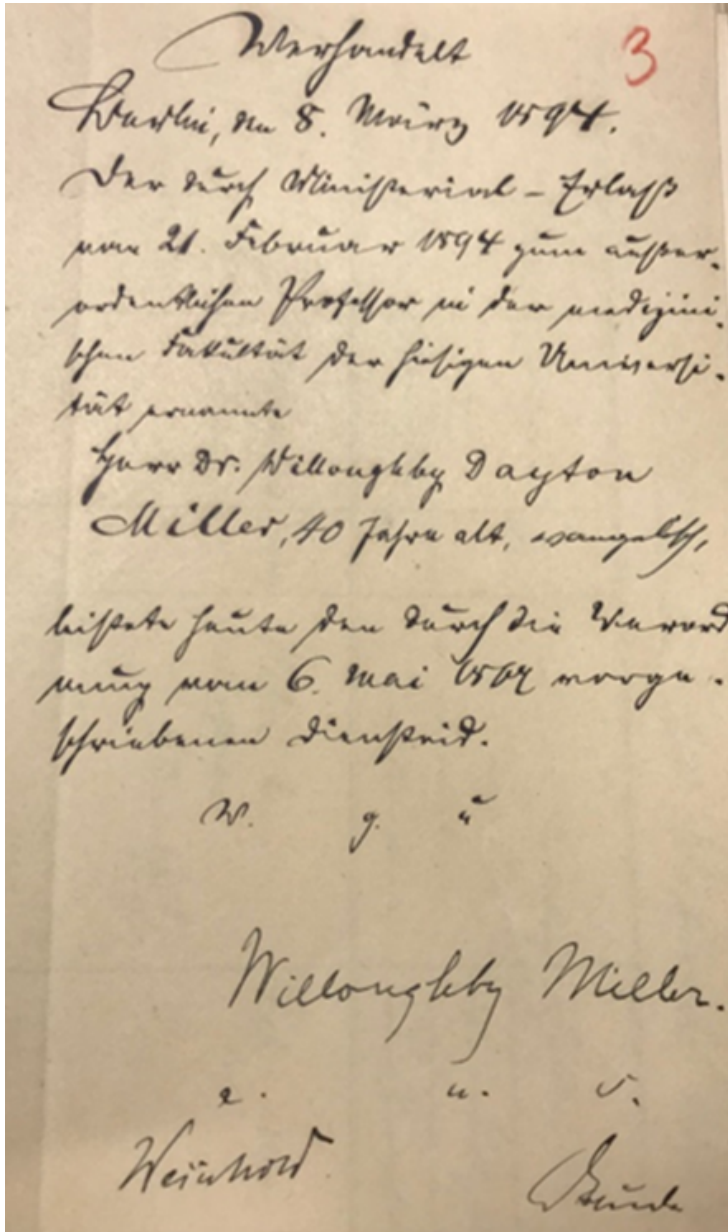 Verhandelt
3
Berlin, den 8. März 1894.
Der durch Ministerial-Erlaß
vom 21. Februar 1894 zum außer-
ordentlichen Professor in der medizini-
schen Fakultät der hiesigen Universi-
tät ernannte
Herr Dr. Willoughby Dayton
Miller, 40 Jahre alt, evangelisch,
leistete heute den durch die Verord
nung vom 6. Mai 1867 vorge-
schriebenen Diensteid.
V. g. u
Willoughby Miller.
a. u. s.
Weinhold